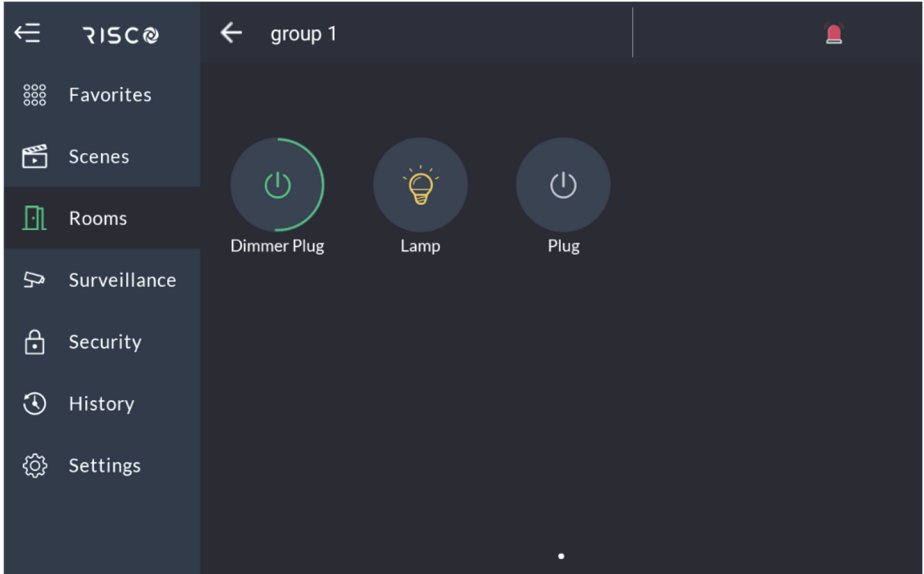 RISCO
group 1
Favorites
Scenes
Rooms
Surveillance
Security
History
Settings
Dimmer Plug
Lamp
Plug